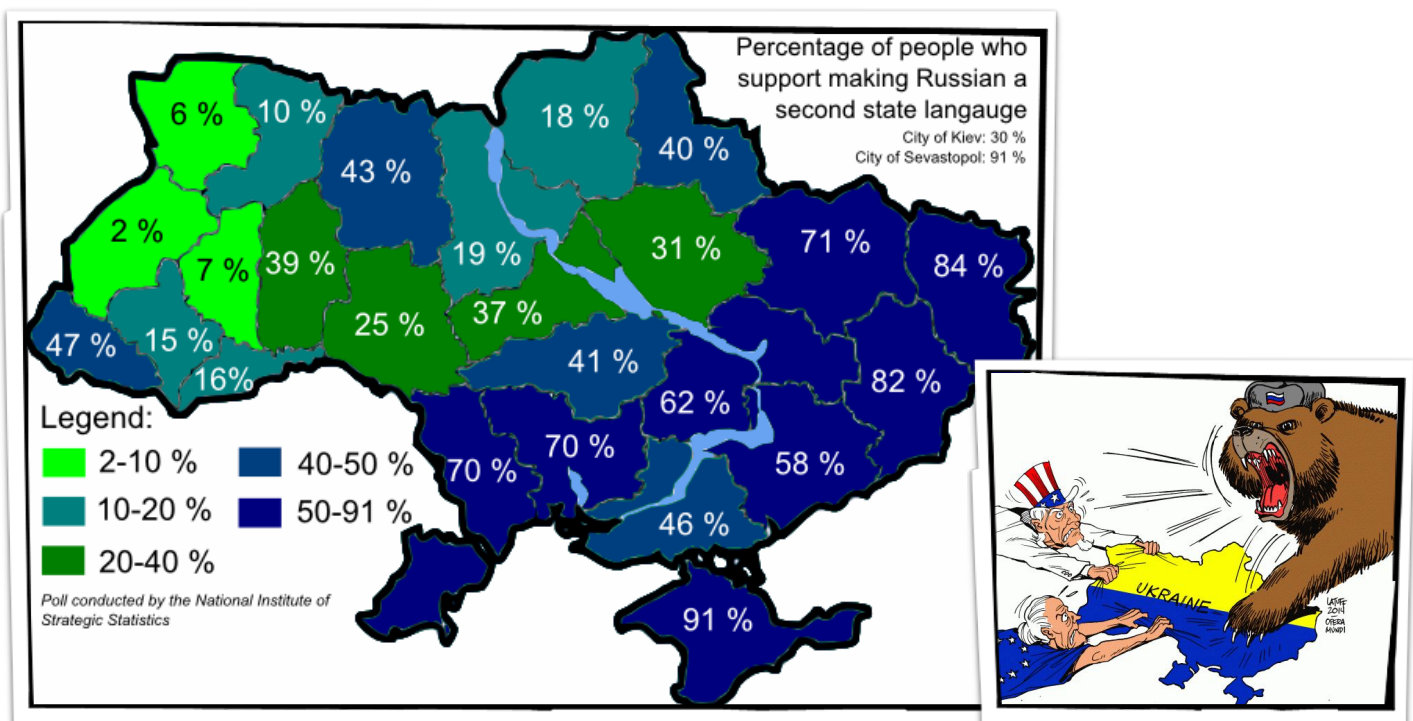 Percentage of people who
support making Russian a
second state langauge
City of Kiev: 30 %
City of Sevastopol: 91 %
6 %
10 %
43 %
18 %
40 %
2 %
7 %
39 %
19 %
31 %
71 %
84 %
47 %
15 %
16%
25 %
37 %
41 %
62 %
82 %
70 %
70 %
58 %
46 %
91 %
Legend:
2-10 %
40-50 %
10-20 %
50-91 %
20-40 %
Poll conducted by the National Institute of
Strategic Statistics
UKRAINE
LATUFF
2014
OPERA
MUNDI